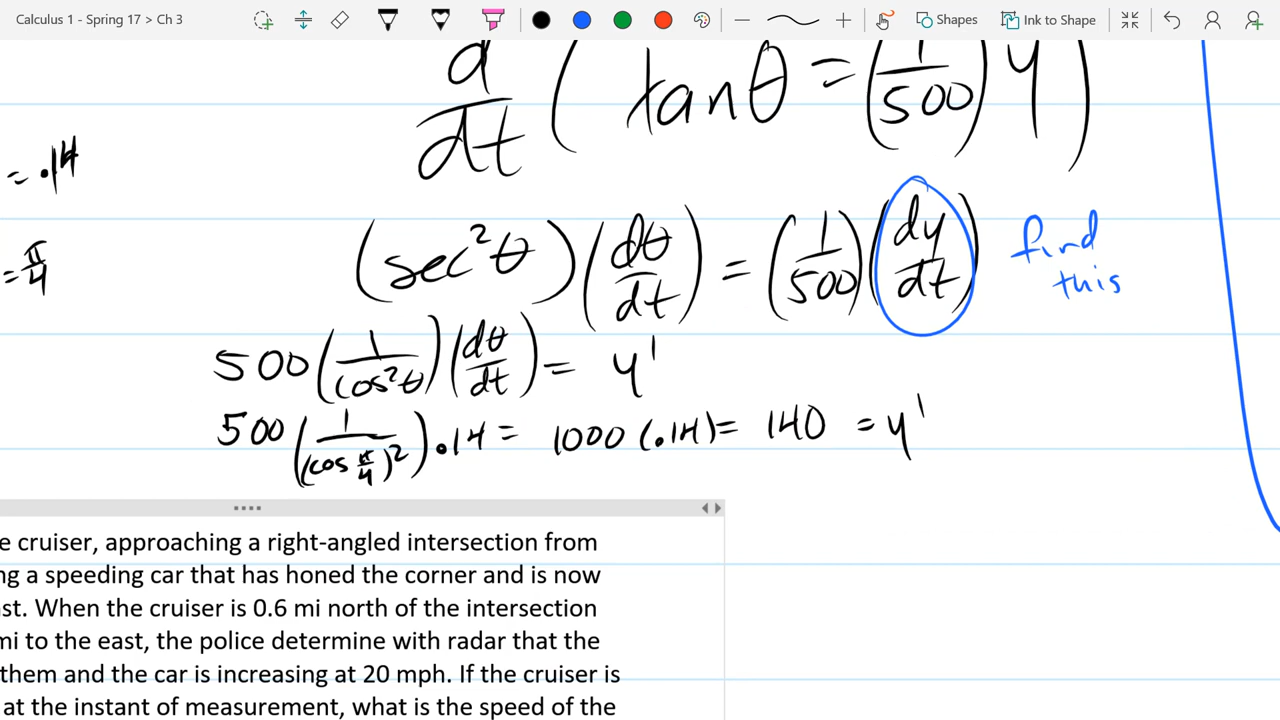 Calculus 1 - Spring 17 > Ch 3
Shapes
Ink to Shape
d/dt ( tanθ = (1/500) y )
= .14
= π/4
(sec²θ) (dθ/dt) = (1/500) (dy/dt) find this
500 (1/cos²θ) (dθ/dt) = y'
500 (1/(cos π/4)²) .14 = 1000 (.14) = 140 = y'
e cruiser, approaching a right-angled intersection from
ng a speeding car that has honed the corner and is now
st. When the cruiser is 0.6 mi north of the intersection
mi to the east, the police determine with radar that the
them and the car is increasing at 20 mph. If the cruiser is
at the instant of measurement, what is the speed of the